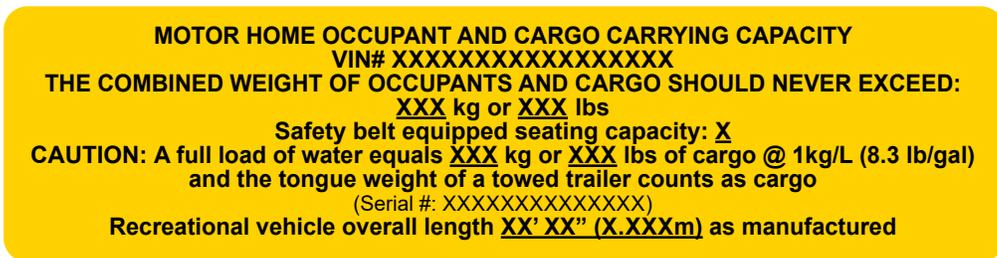 MOTOR HOME OCCUPANT AND CARGO CARRYING CAPACITY
VIN# XXXXXXXXXXXXXXXXX
THE COMBINED WEIGHT OF OCCUPANTS AND CARGO SHOULD NEVER EXCEED:
XXX kg or XXX lbs
Safety belt equipped seating capacity: X
CAUTION: A full load of water equals XXX kg or XXX lbs of cargo @ 1kg/L (8.3 lb/gal)
and the tongue weight of a towed trailer counts as cargo
(Serial #: XXXXXXXXXXXXXX)
Recreational vehicle overall length XX’ XX” (X.XXXm) as manufactured